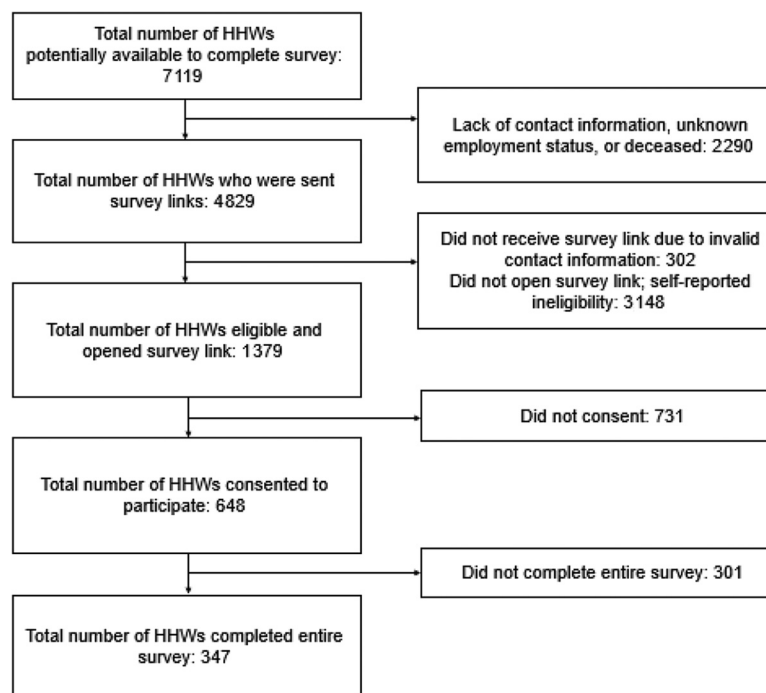 Total number of HHWs
potentially available to complete survey:
7119
Lack of contact information, unknown
employment status, or deceased: 2290
Total number of HHWs who were sent
survey links: 4829
Did not receive survey link due to invalid
contact information: 302
Did not open survey link; self-reported
ineligibility: 3148
Total number of HHWs eligible and
opened survey link: 1379
Did not consent: 731
Total number of HHWs consented to
participate: 648
Did not complete entire survey: 301
Total number of HHWs completed entire
survey: 347